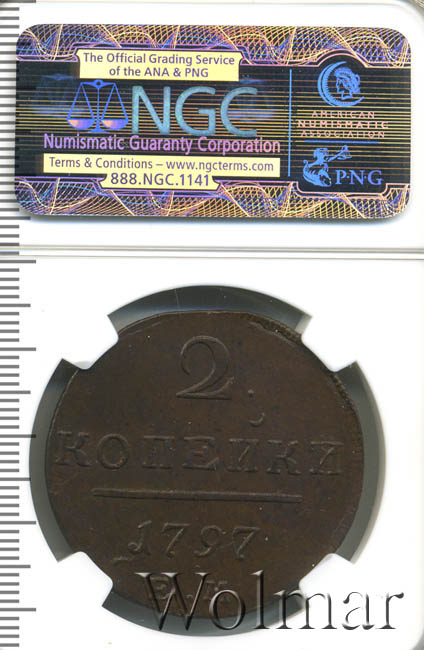 The Official Grading Service
of the ANA & PNG
NGC
Numismatic Guaranty Corporation
Terms & Conditions – www.ngcterms.com
888.NGC.1141
AMERICAN
NUMISMATIC
ASSOCIATION
P·N·G
2.
КОПЕЙКИ
1797.
Е.М.
Wolmar